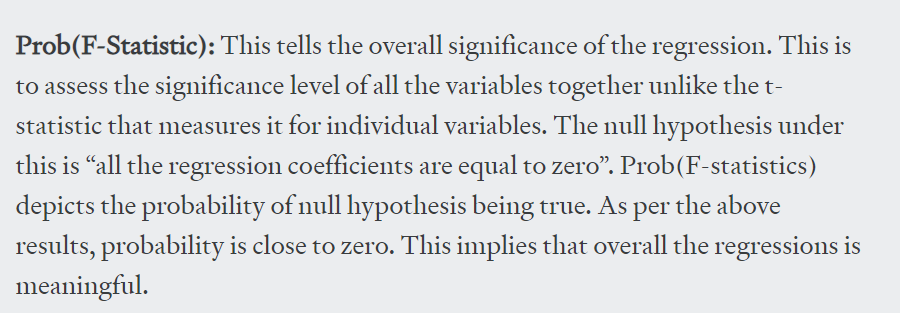 Prob(F-Statistic): This tells the overall significance of the regression. This is
to assess the significance level of all the variables together unlike the t-
statistic that measures it for individual variables. The null hypothesis under
this is “all the regression coefficients are equal to zero”. Prob(F-statistics)
depicts the probability of null hypothesis being true. As per the above
results, probability is close to zero. This implies that overall the regressions is
meaningful.